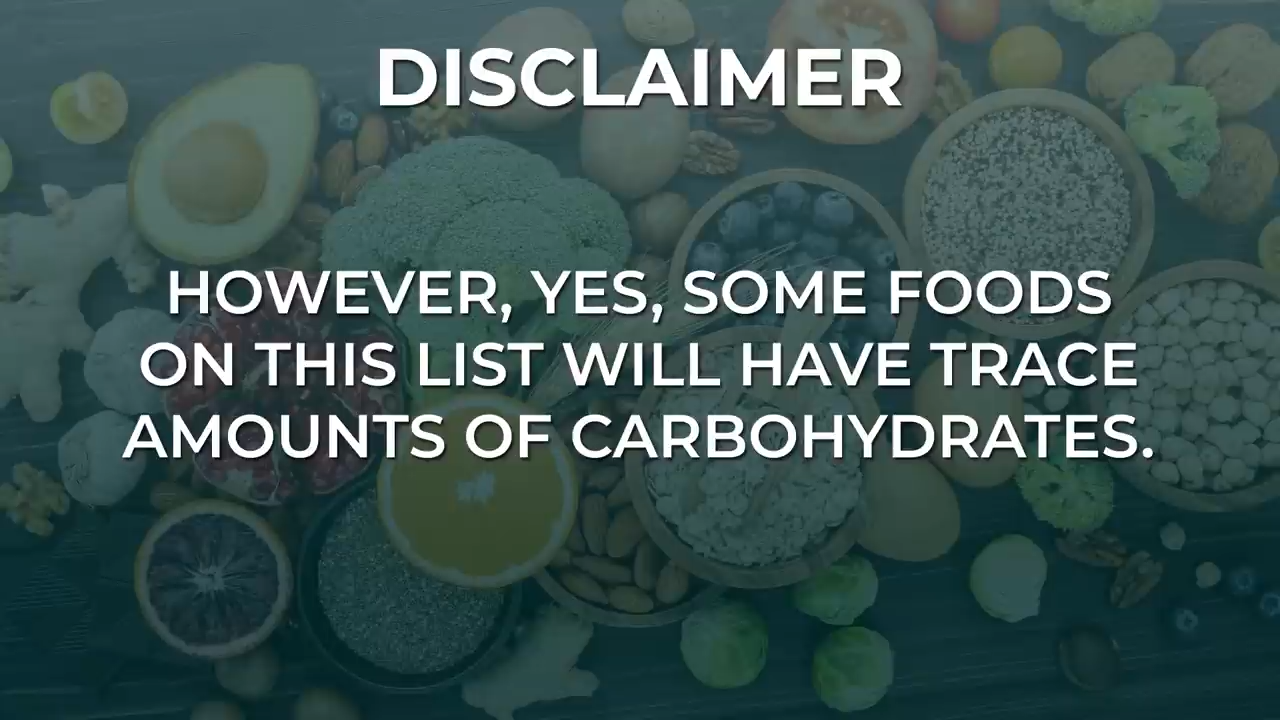 DISCLAIMER
HOWEVER, YES, SOME FOODS
ON THIS LIST WILL HAVE TRACE
AMOUNTS OF CARBOHYDRATES.